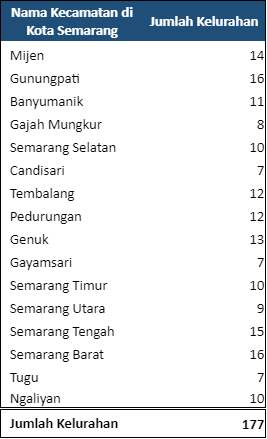 Nama Kecamatan di Kota Semarang Jumlah Kelurahan
Mijen 14
Gunungpati 16
Banyumanik 11
Gajah Mungkur 8
Semarang Selatan 10
Candisari 7
Tembalang 12
Pedurungan 12
Genuk 13
Gayamsari 7
Semarang Timur 10
Semarang Utara 9
Semarang Tengah 15
Semarang Barat 16
Tugu 7
Ngaliyan 10
Jumlah Kelurahan 177